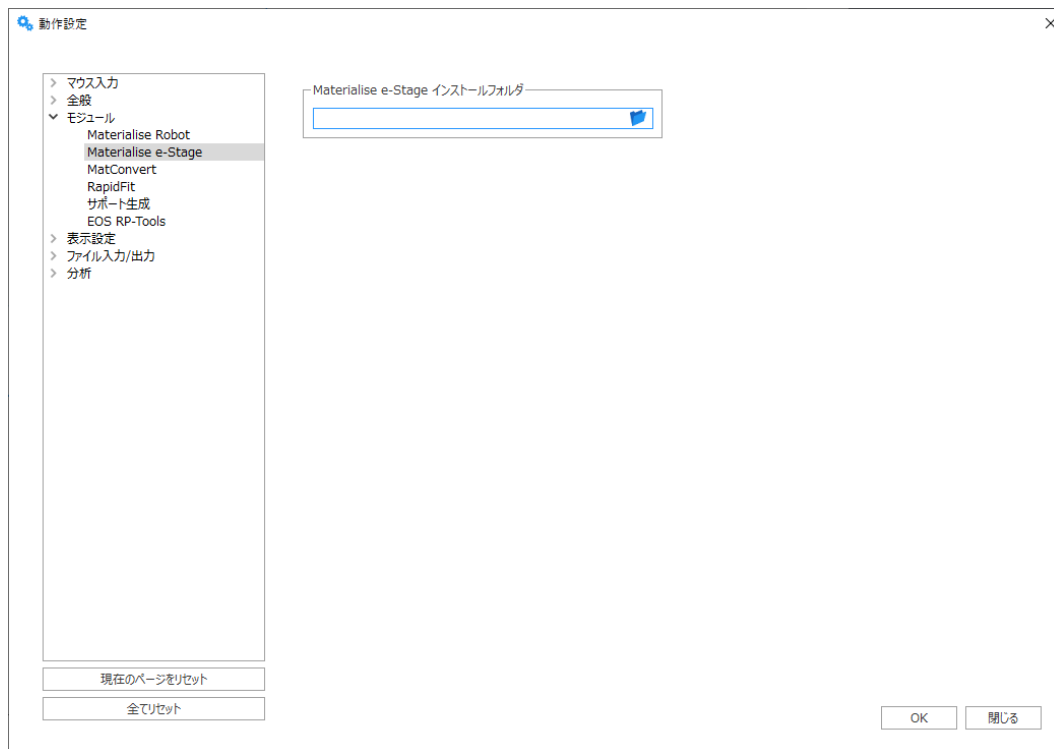 動作設定
マウス入力
全般
モジュール
Materialise Robot
Materialise e-Stage
MatConvert
RapidFit
サポート生成
EOS RP-Tools
表示設定
ファイル入力/出力
分析
現在のページをリセット
全てリセット
Materialise e-Stage インストールフォルダ
OK
閉じる